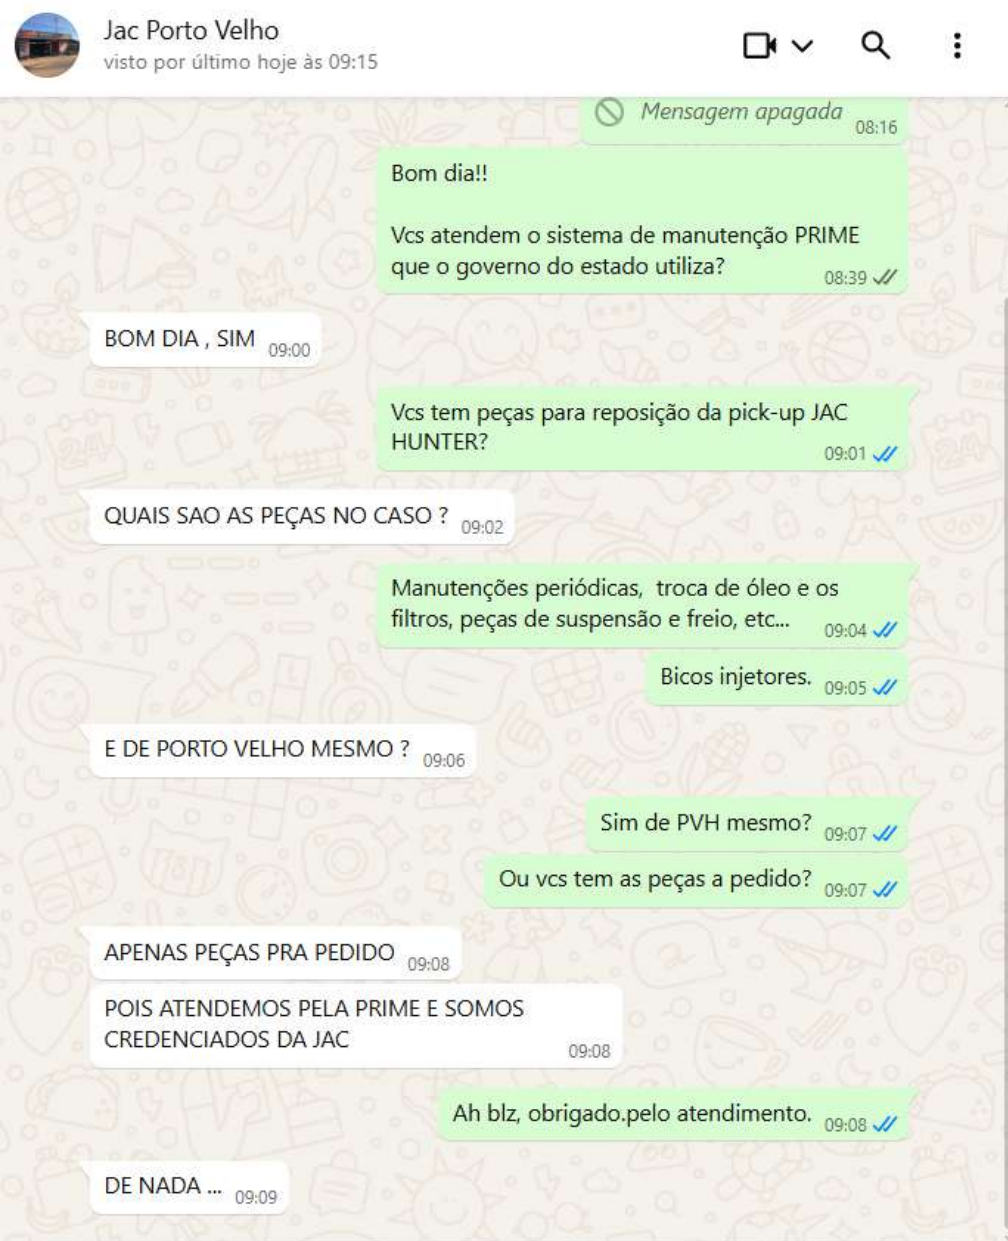 Jac Porto Velho
visto por último hoje às 09:15
Mensagem apagada
08:16
Bom dia!!
Vcs atendem o sistema de manutenção PRIME
que o governo do estado utiliza?
08:39
BOM DIA , SIM
09:00
Vcs tem peças para reposição da pick-up JAC
HUNTER?
09:01
QUAIS SAO AS PEÇAS NO CASO ?
09:02
Manutenções periódicas,  troca de óleo e os
filtros, peças de suspensão e freio, etc...
09:04
Bicos injetores.
09:05
E DE PORTO VELHO MESMO ?
09:06
Sim de PVH mesmo?
09:07
Ou vcs tem as peças a pedido?
09:07
APENAS PEÇAS PRA PEDIDO
09:08
POIS ATENDEMOS PELA PRIME E SOMOS
CREDENCIADOS DA JAC
09:08
Ah blz, obrigado.pelo atendimento.
09:08
DE NADA ...
09:09